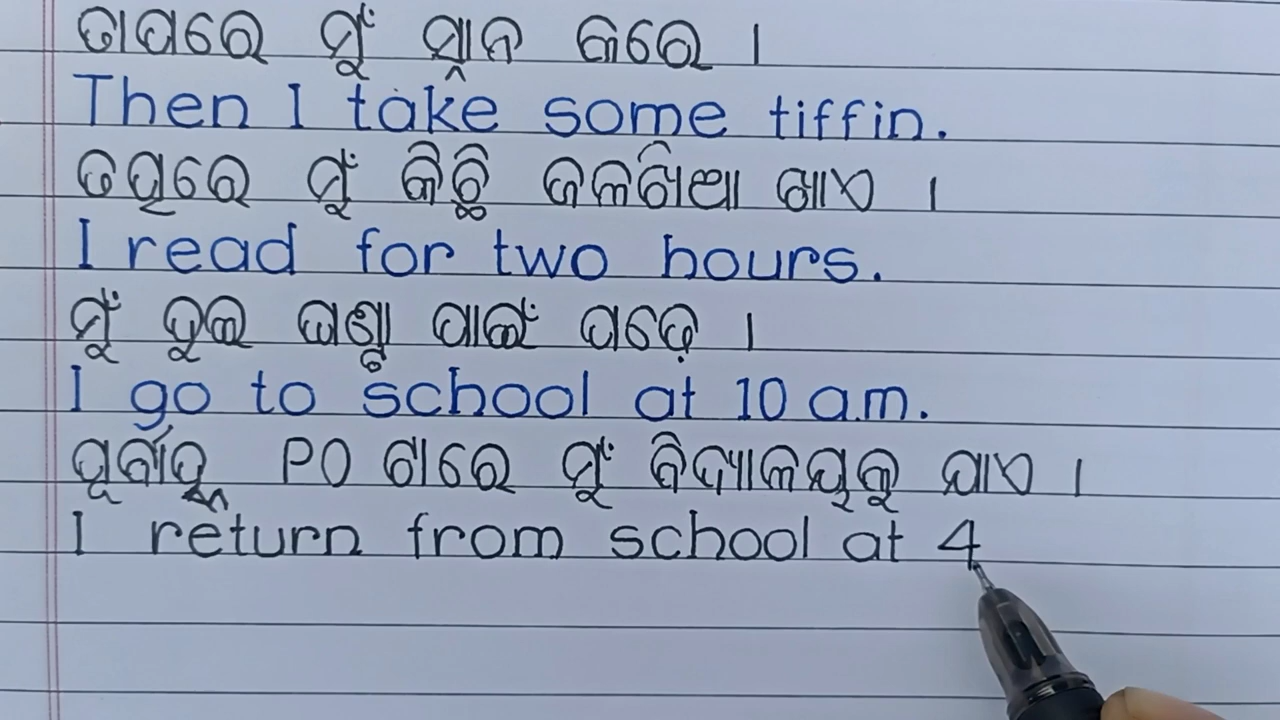 ତାପରେ ମୁଁ ସ୍ନାନ କରେ ।
Then I take some tiffin.
ତାପରେ ମୁଁ କିଛି ଜଳଖିଆ ଖାଏ ।
I read for two hours.
ମୁଁ ଦୁଇ ଘଣ୍ଟା ପାଇଁ ପଢ଼େ ।
I go to school at 10 a.m.
ପୂର୍ବାହ୍ନ ୧୦ ଟାରେ ମୁଁ ବିଦ୍ୟାଳୟକୁ ଯାଏ ।
I return from school at 4